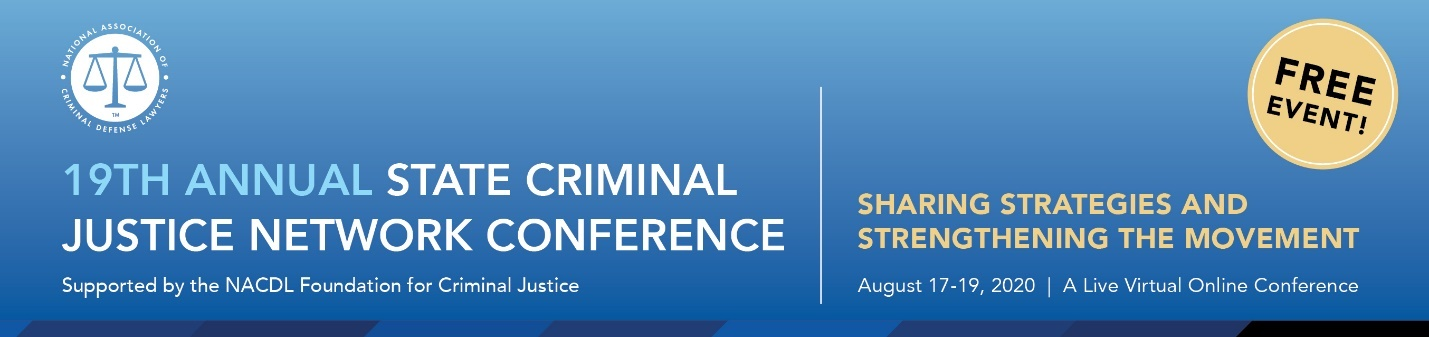 NATIONAL ASSOCIATION OF
CRIMINAL DEFENSE LAWYERS
TM
19TH ANNUAL STATE CRIMINAL
JUSTICE NETWORK CONFERENCE
Supported by the NACDL Foundation for Criminal Justice
FREE
EVENT!
SHARING STRATEGIES AND
STRENGTHENING THE MOVEMENT
August 17-19, 2020 | A Live Virtual Online Conference